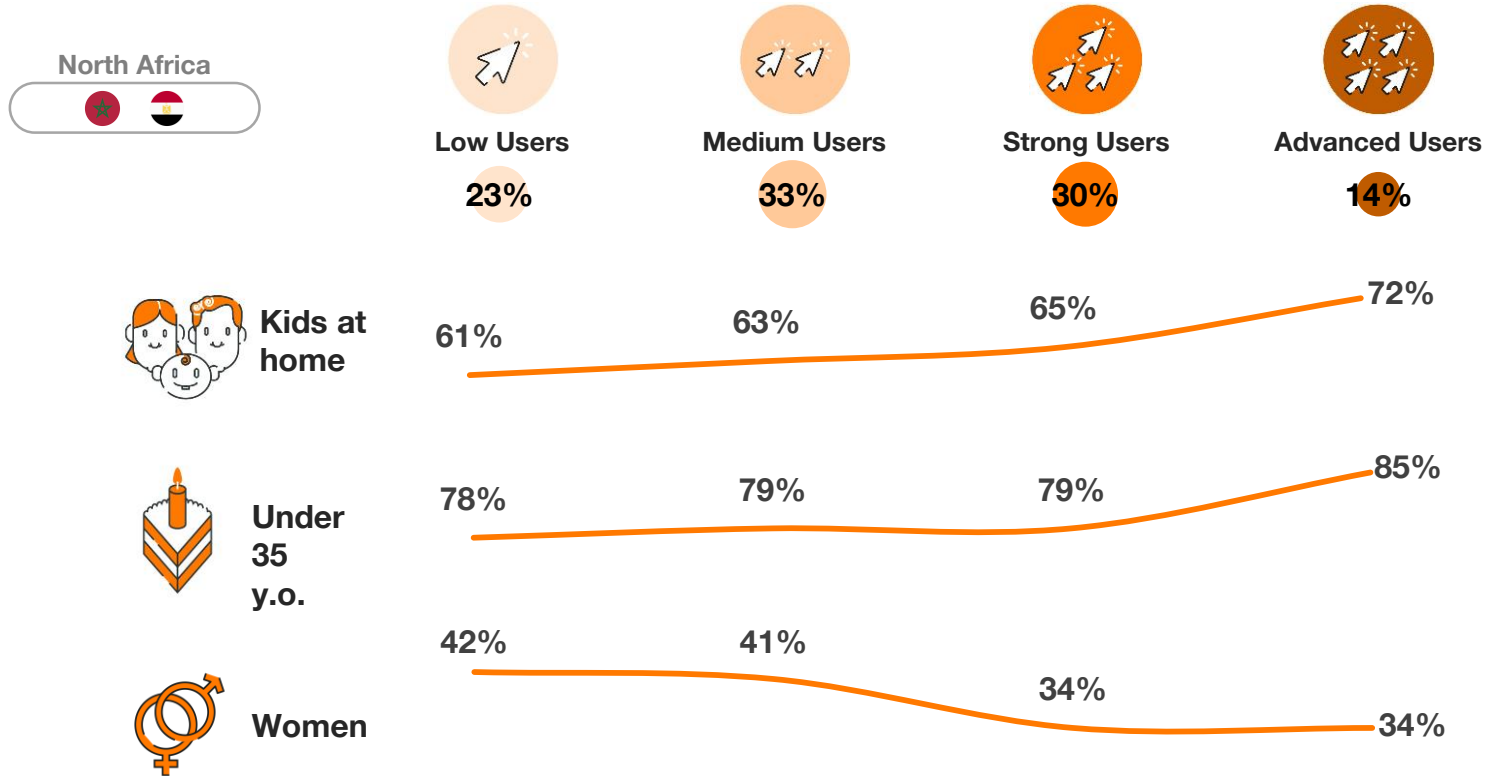 North Africa
Low Users
Medium Users
Strong Users
Advanced Users
23%
33%
30%
14%
Kids at
home
61%
63%
65%
72%
Under
35
y.o.
78%
79%
79%
85%
Women
42%
41%
34%
34%